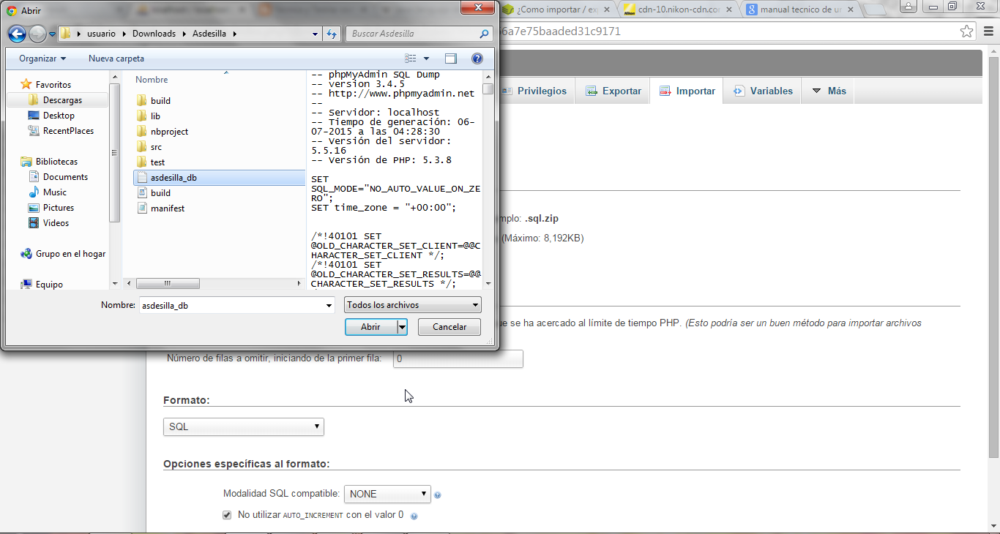 Abrir
¿Como importar / ex
cdn-10.nikon-cdn.co
manual tecnico de u
usuario Downloads Asdesilla
Buscar Asdesilla
6a7e75baaded31c9171
Organizar
Nueva carpeta
Favoritos
Descargas
Desktop
RecentPlaces
Bibliotecas
Documents
Music
Pictures
Videos
Grupo en el hogar
Equipo
Nombre
build
lib
nbproject
src
test
asdesilla_db
build
manifest
-- phpMyAdmin SQL Dump
-- version 3.4.5
-- http://www.phpmyadmin.net
--
-- Servidor: localhost
-- Tiempo de generación: 06-
07-2015 a las 04:28:30
-- Versión del servidor:
5.5.16
-- Versión de PHP: 5.3.8
SET
SQL_MODE="NO_AUTO_VALUE_ON_ZE
RO";
SET time_zone = "+00:00";
/*!40101 SET
@OLD_CHARACTER_SET_CLIENT=@@C
HARACTER_SET_CLIENT */;
/*!40101 SET
@OLD_CHARACTER_SET_RESULTS=@@
CHARACTER_SET_RESULTS */;
Nombre: asdesilla_db
Todos los archivos
Abrir
Cancelar
Privilegios
Exportar
Importar
Variables
Más
mplo: .sql.zip
(Máximo: 8,192KB)
ue se ha acercado al límite de tiempo PHP. (Esto podría ser un buen método para importar archivos
Número de filas a omitir, iniciando de la primer fila: 0
Formato:
SQL
Opciones específicas al formato:
Modalidad SQL compatible: NONE
No utilizar AUTO_INCREMENT con el valor 0